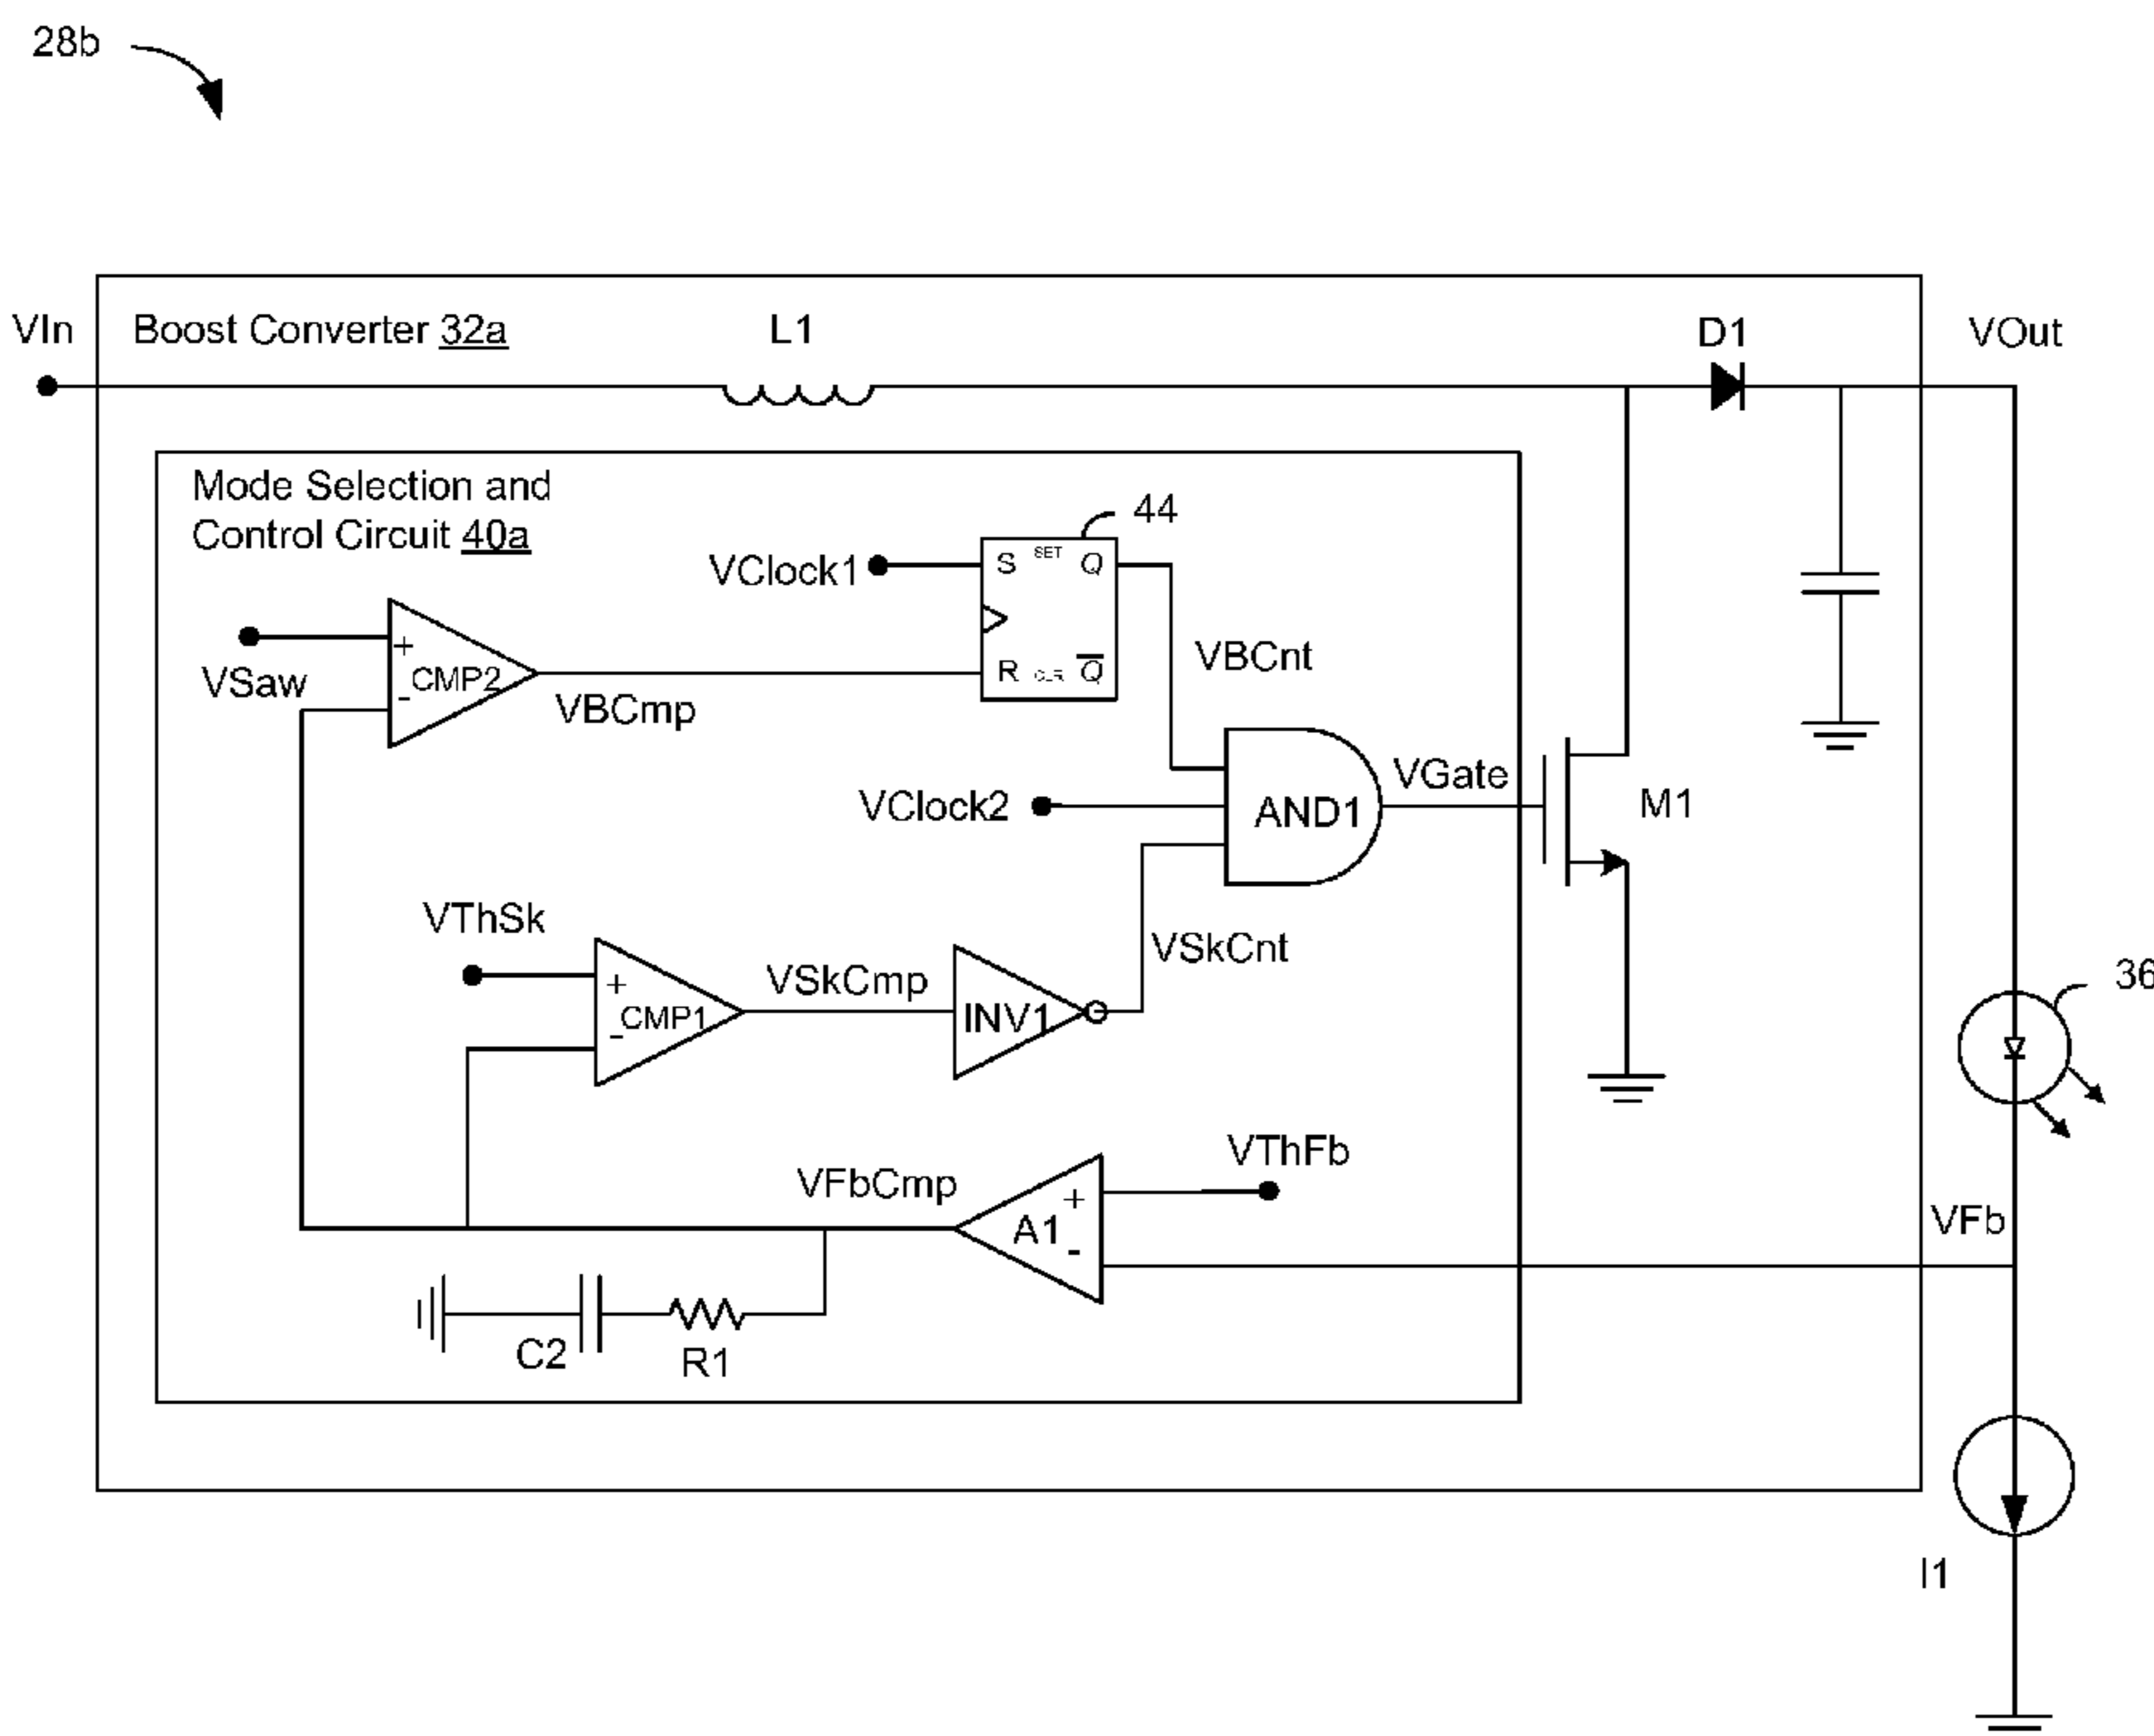 28b
VIn
Boost Converter 32a
L1
D1
VOut
Mode Selection and
Control Circuit 40a
44
VClock1
S SET Q
VSaw
+
CMP2
-
VBCmp
R CLR Q
VBCnt
VClock2
AND1
VGate
M1
VThSk
+
CMP1
-
VSkCmp
INV1
VSkCnt
36
VThFb
VFbCmp
+
A1
-
VFb
C2
R1
I1